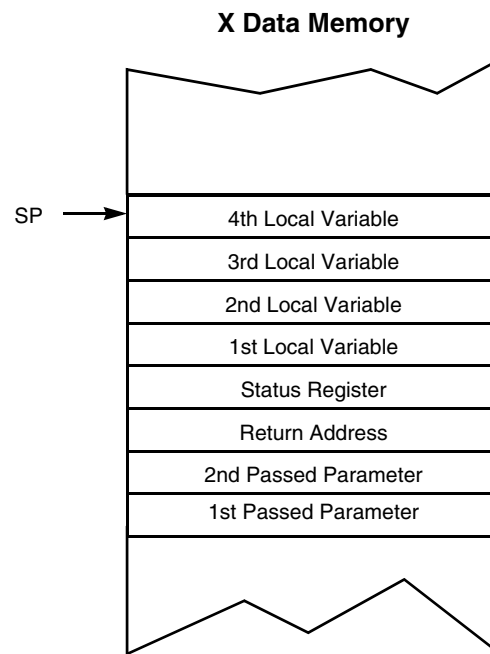 X Data Memory
SP
4th Local Variable
3rd Local Variable
2nd Local Variable
1st Local Variable
Status Register
Return Address
2nd Passed Parameter
1st Passed Parameter